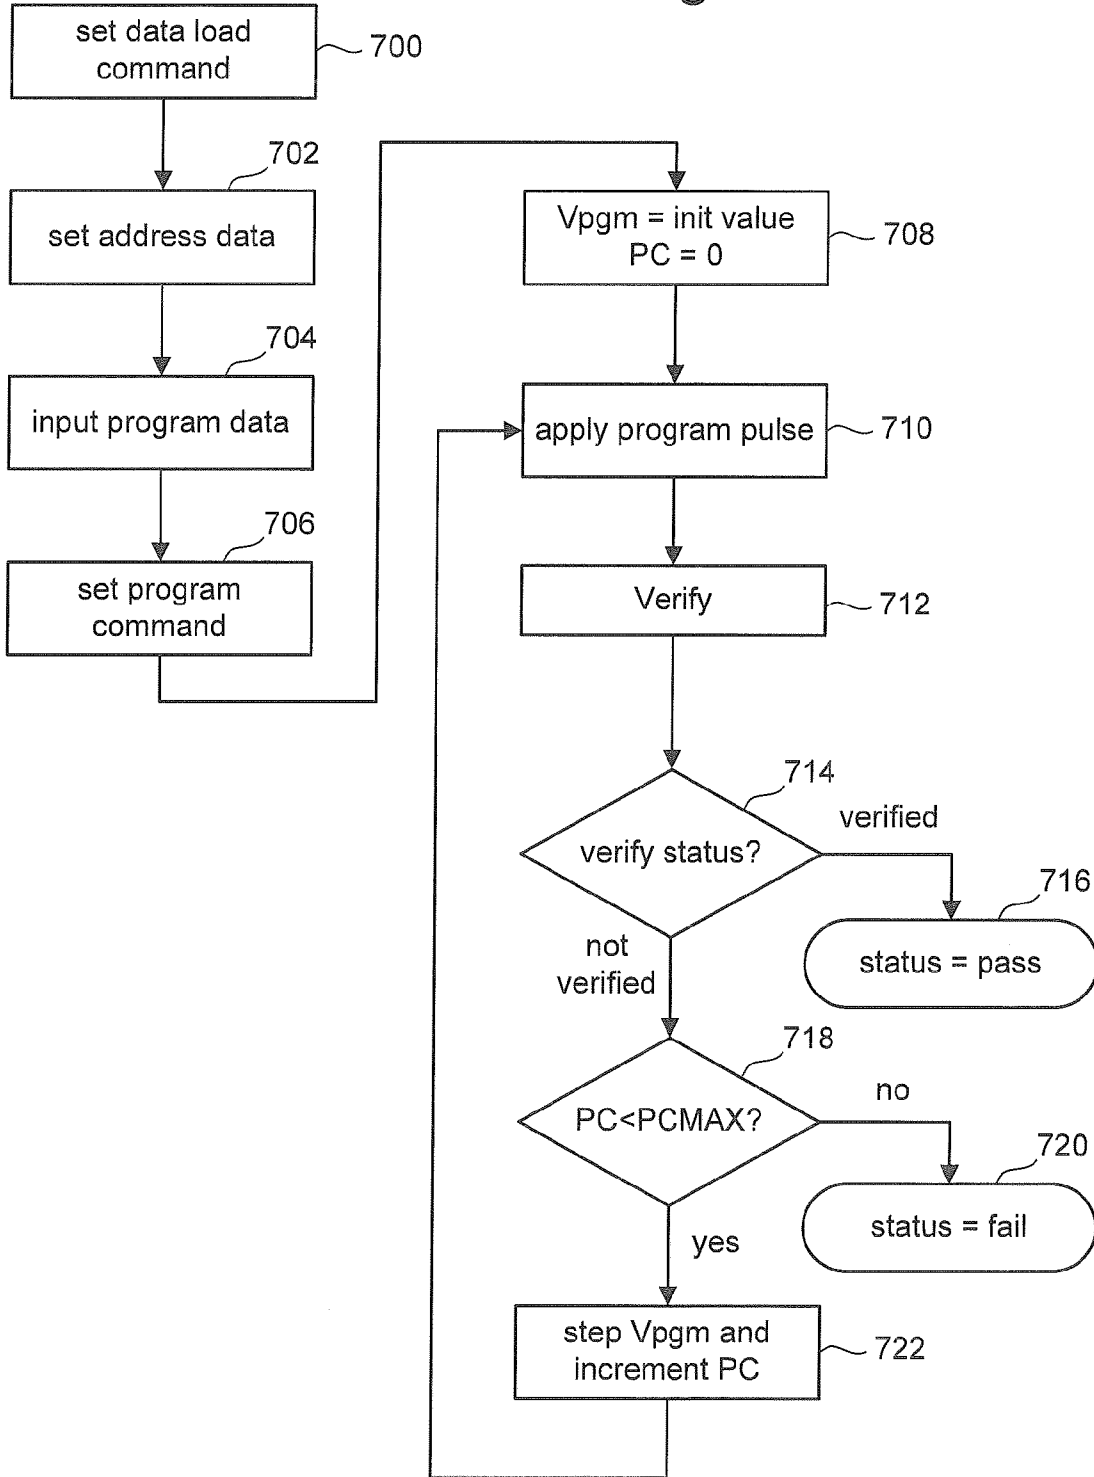 set data load
command
700
702
set address data
704
input program data
706
set program
command
Vpgm = init value
PC = 0
708
apply program pulse
710
Verify
712
714
verify status?
verified
716
status = pass
not
verified
718
PC<PCMAX?
no
720
status = fail
yes
step Vpgm and
increment PC
722